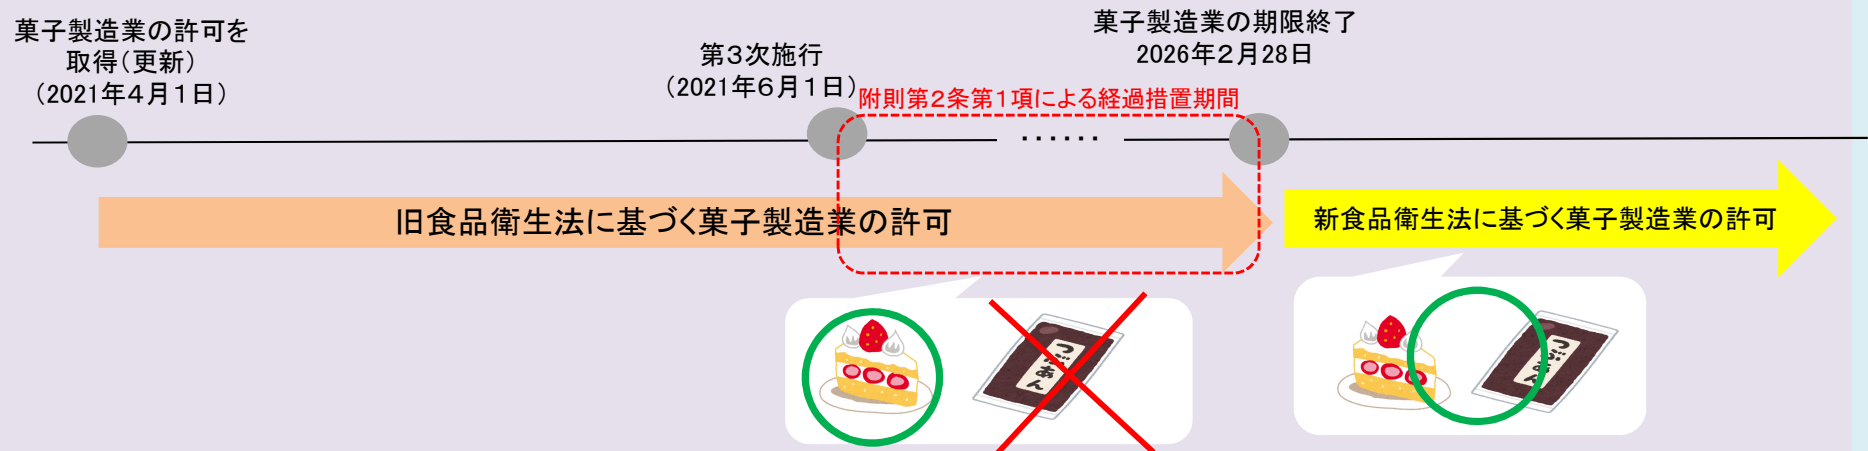 菓子製造業の許可を
取得（更新）
（2021年４月１日）
第３次施行
（2021年６月１日）
菓子製造業の期限終了
2026年２月28日
附則第２条第１項による経過措置期間
……
旧食品衛生法に基づく菓子製造業の許可
新食品衛生法に基づく菓子製造業の許可
つぶあん
つぶあん